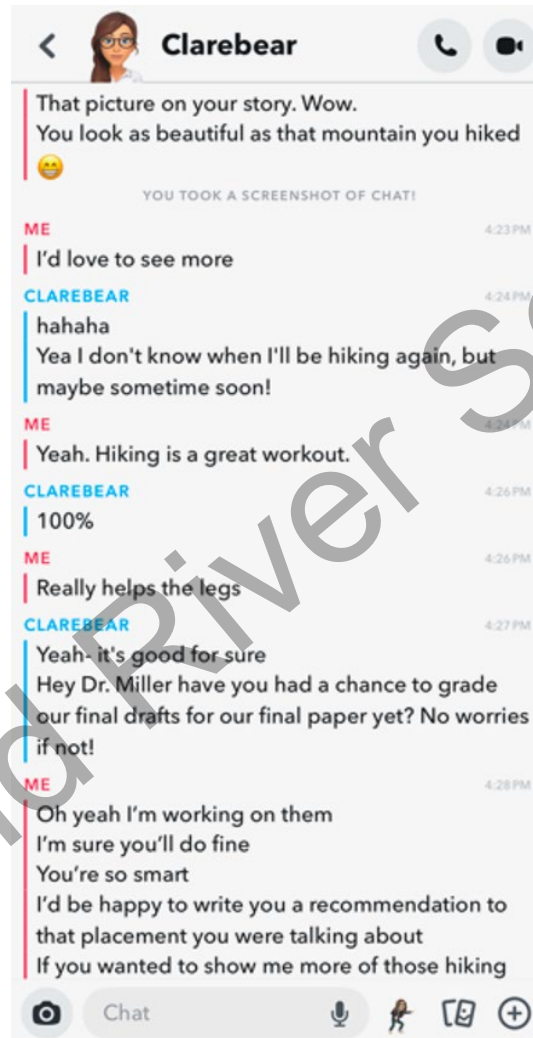 Clarebear
That picture on your story. Wow.
You look as beautiful as that mountain you hiked
YOU TOOK A SCREENSHOT OF CHAT!
ME 4:23 PM
I'd love to see more
CLAREBEAR 4:24 PM
hahaha
Yea I don't know when I'll be hiking again, but
maybe sometime soon!
ME 4:24 PM
Yeah. Hiking is a great workout.
CLAREBEAR 4:26 PM
100%
ME 4:26 PM
Really helps the legs
CLAREBEAR 4:27 PM
Yeah- it's good for sure
Hey Dr. Miller have you had a chance to grade
our final drafts for our final paper yet? No worries
if not!
ME 4:28 PM
Oh yeah I'm working on them
I'm sure you'll do fine
You're so smart
I'd be happy to write you a recommendation to
that placement you were talking about
If you wanted to show me more of those hiking
Chat
River